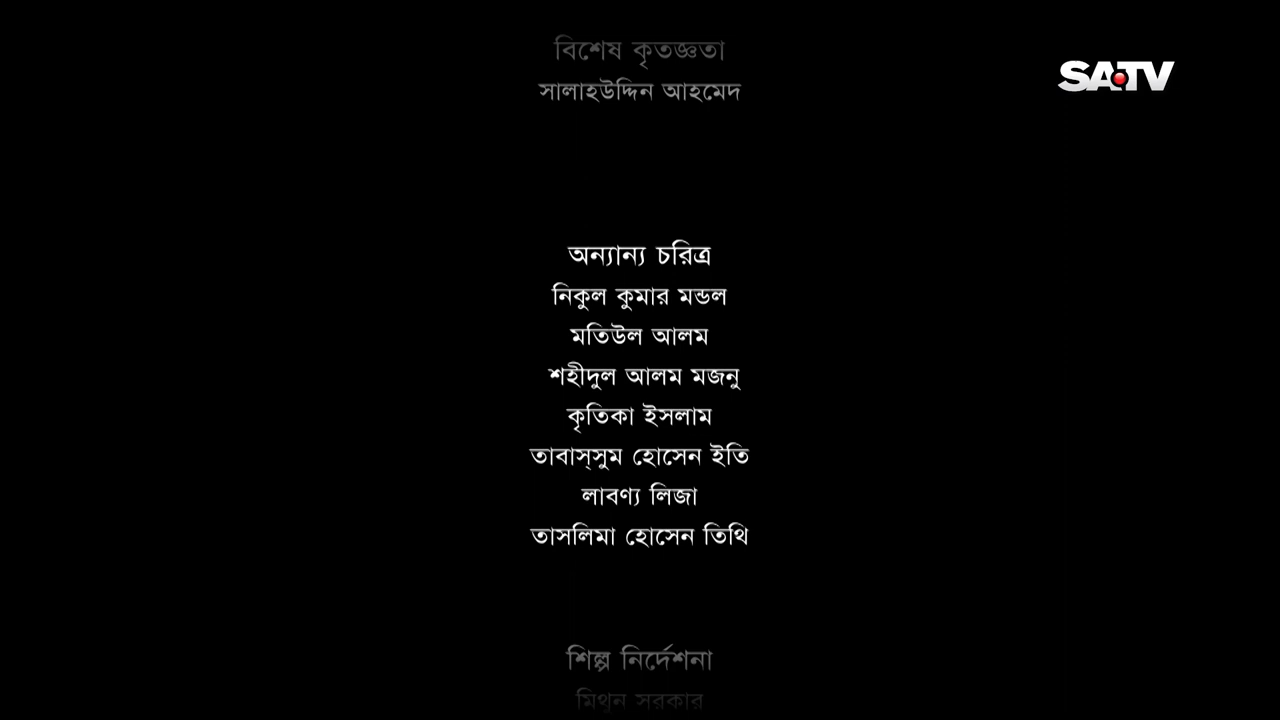 বিশেষ কৃতজ্ঞতা
SATV
সালাহউদ্দিন আহমেদ
অন্যান্য চরিত্র
নিকুল কুমার মন্ডল
মতিউল আলম
শহীদুল আলম মজনু
কৃতিকা ইসলাম
তাবাস্‌সুম হোসেন ইতি
লাবণ্য লিজা
তাসলিমা হোসেন তিথি
শিল্প নির্দেশনা
মিথুন সরকার